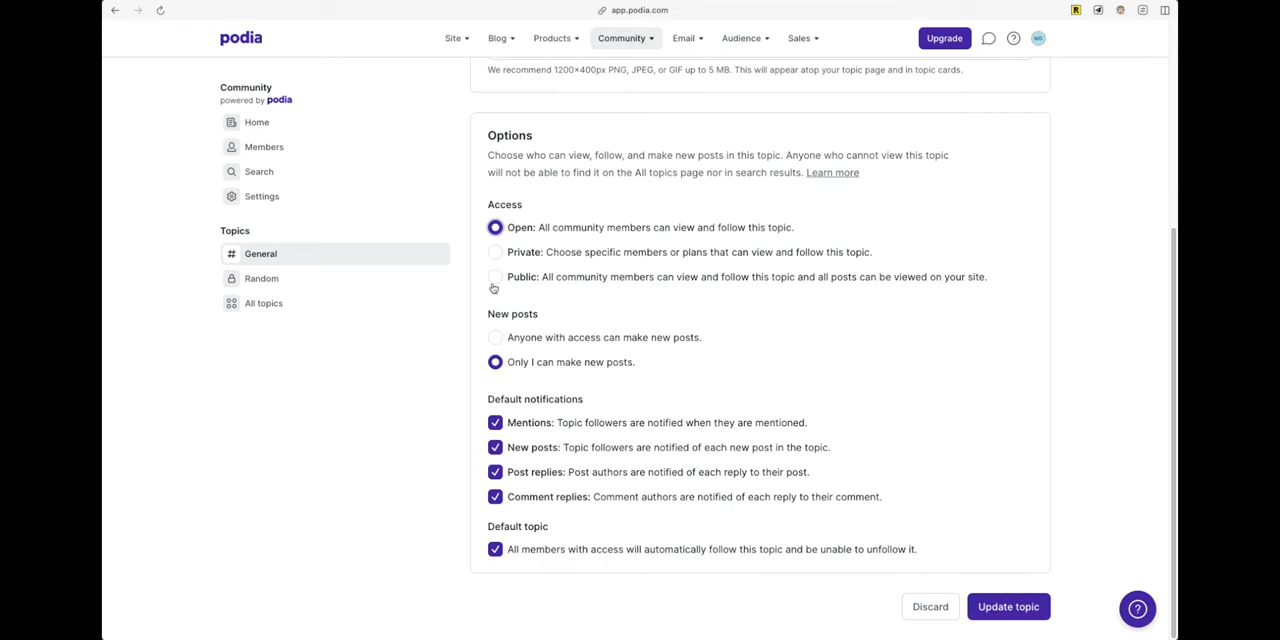 app.podia.com
podia
Site
Blog
Products
Community
Email
Audience
Sales
Upgrade
MD
We recommend 1200×400px PNG, JPEG, or GIF up to 5 MB. This will appear atop your topic page and in topic cards.
Community
powered by podia
Home
Members
Search
Settings
Topics
General
Random
All topics
Options
Choose who can view, follow, and make new posts in this topic. Anyone who cannot view this topic
will not be able to find it on the All topics page nor in search results. Learn more
Access
Open: All community members can view and follow this topic.
Private: Choose specific members or plans that can view and follow this topic.
Public: All community members can view and follow this topic and all posts can be viewed on your site.
New posts
Anyone with access can make new posts.
Only I can make new posts.
Default notifications
Mentions: Topic followers are notified when they are mentioned.
New posts: Topic followers are notified of each new post in the topic.
Post replies: Post authors are notified of each reply to their post.
Comment replies: Comment authors are notified of each reply to their comment.
Default topic
All members with access will automatically follow this topic and be unable to unfollow it.
Discard
Update topic